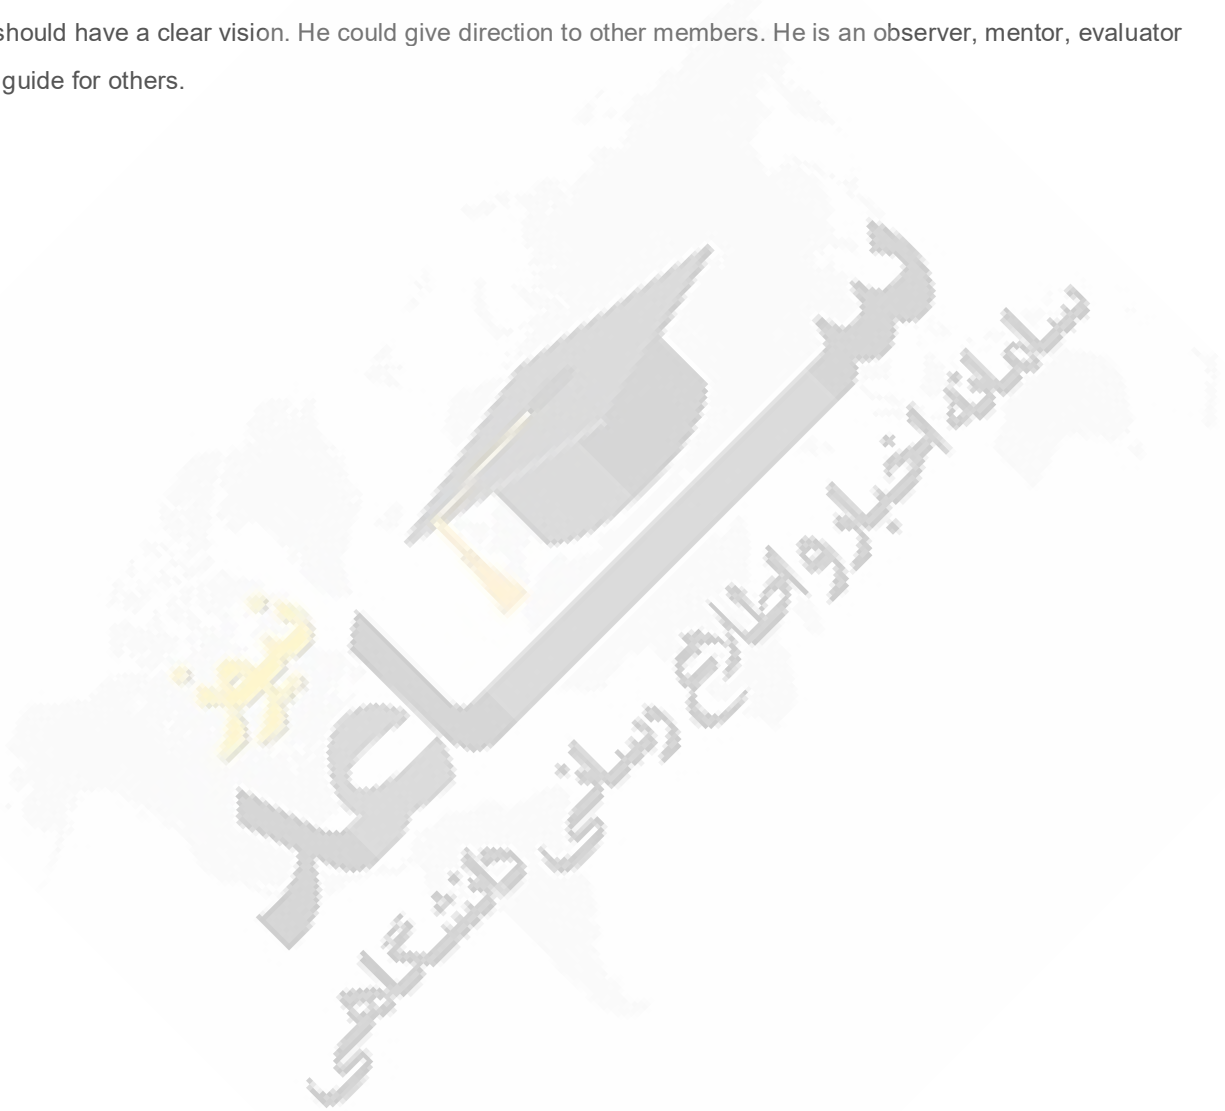 should have a clear vision. He could give direction to other members. He is an observer, mentor, evaluator
guide for others.
نیوز
سامانه اخبار و اطلاع رسانی دانشگاهی